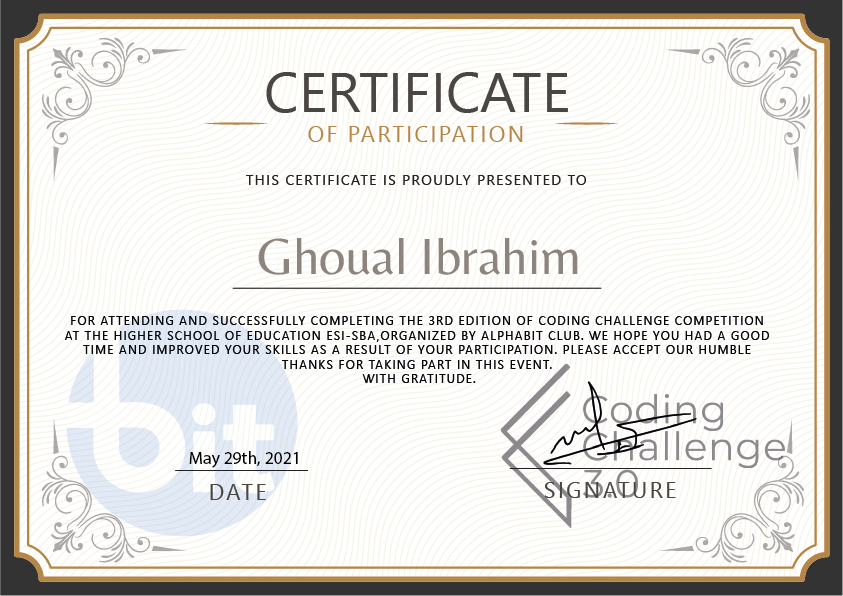 CERTIFICATE
OF PARTICIPATION
THIS CERTIFICATE IS PROUDLY PRESENTED TO
Ghoual Ibrahim
FOR ATTENDING AND SUCCESSFULLY COMPLETING THE 3RD EDITION OF CODING CHALLENGE COMPETITION
AT THE HIGHER SCHOOL OF EDUCATION ESI-SBA,ORGANIZED BY ALPHABIT CLUB. WE HOPE YOU HAD A GOOD
TIME AND IMPROVED YOUR SKILLS AS A RESULT OF YOUR PARTICIPATION. PLEASE ACCEPT OUR HUMBLE
THANKS FOR TAKING PART IN THIS EVENT.
WITH GRATITUDE.
bit
May 29th, 2021
DATE
Coding
Challenge
3.0
SIGNATURE